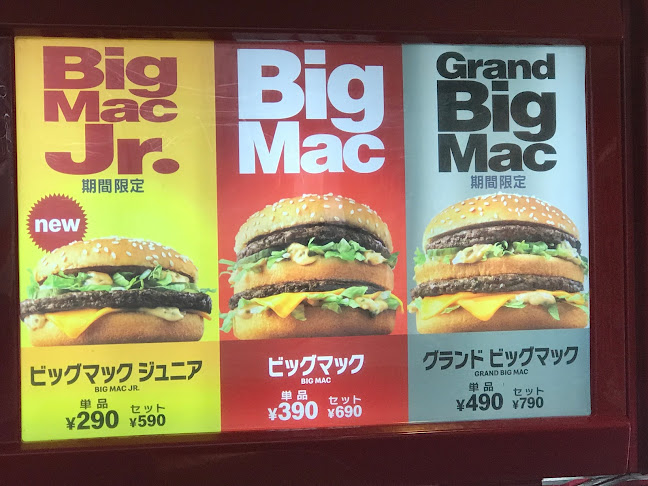 Big
Mac
Jr.
期間限定
new
ビッグマック ジュニア
BIG MAC JR.
単品 セット
¥290 ¥590
Big
Mac
ビッグマック
BIG MAC
単品 セット
¥390 ¥690
Grand
Big
Mac
期間限定
グランド ビッグマック
GRAND BIG MAC
単品 セット
¥490 ¥790